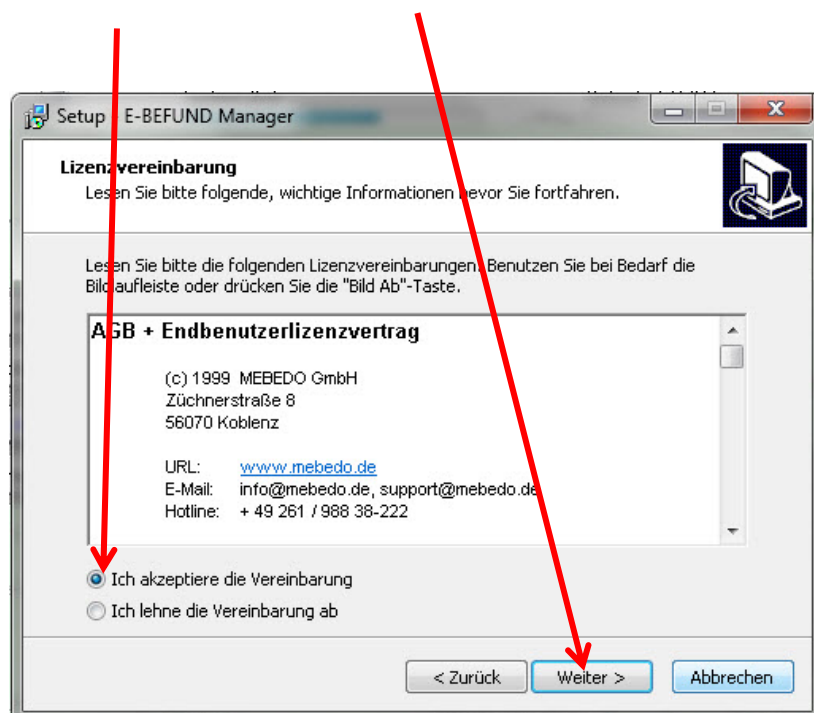 Setup - E-BEFUND Manager
Lizenzvereinbarung
Lesen Sie bitte folgende, wichtige Informationen bevor Sie fortfahren.
Lesen Sie bitte die folgenden Lizenzvereinbarungen. Benutzen Sie bei Bedarf die
Bildaufleiste oder drücken Sie die "Bild Ab"-Taste.
AGB + Endbenutzerlizenzvertrag
(c) 1999 MEBEDO GmbH
Züchnerstraße 8
56070 Koblenz
URL: www.mebedo.de
E-Mail: info@mebedo.de, support@mebedo.de
Hotline: + 49 261 / 988 38-222
Ich akzeptiere die Vereinbarung
Ich lehne die Vereinbarung ab
< Zurück Weiter > Abbrechen